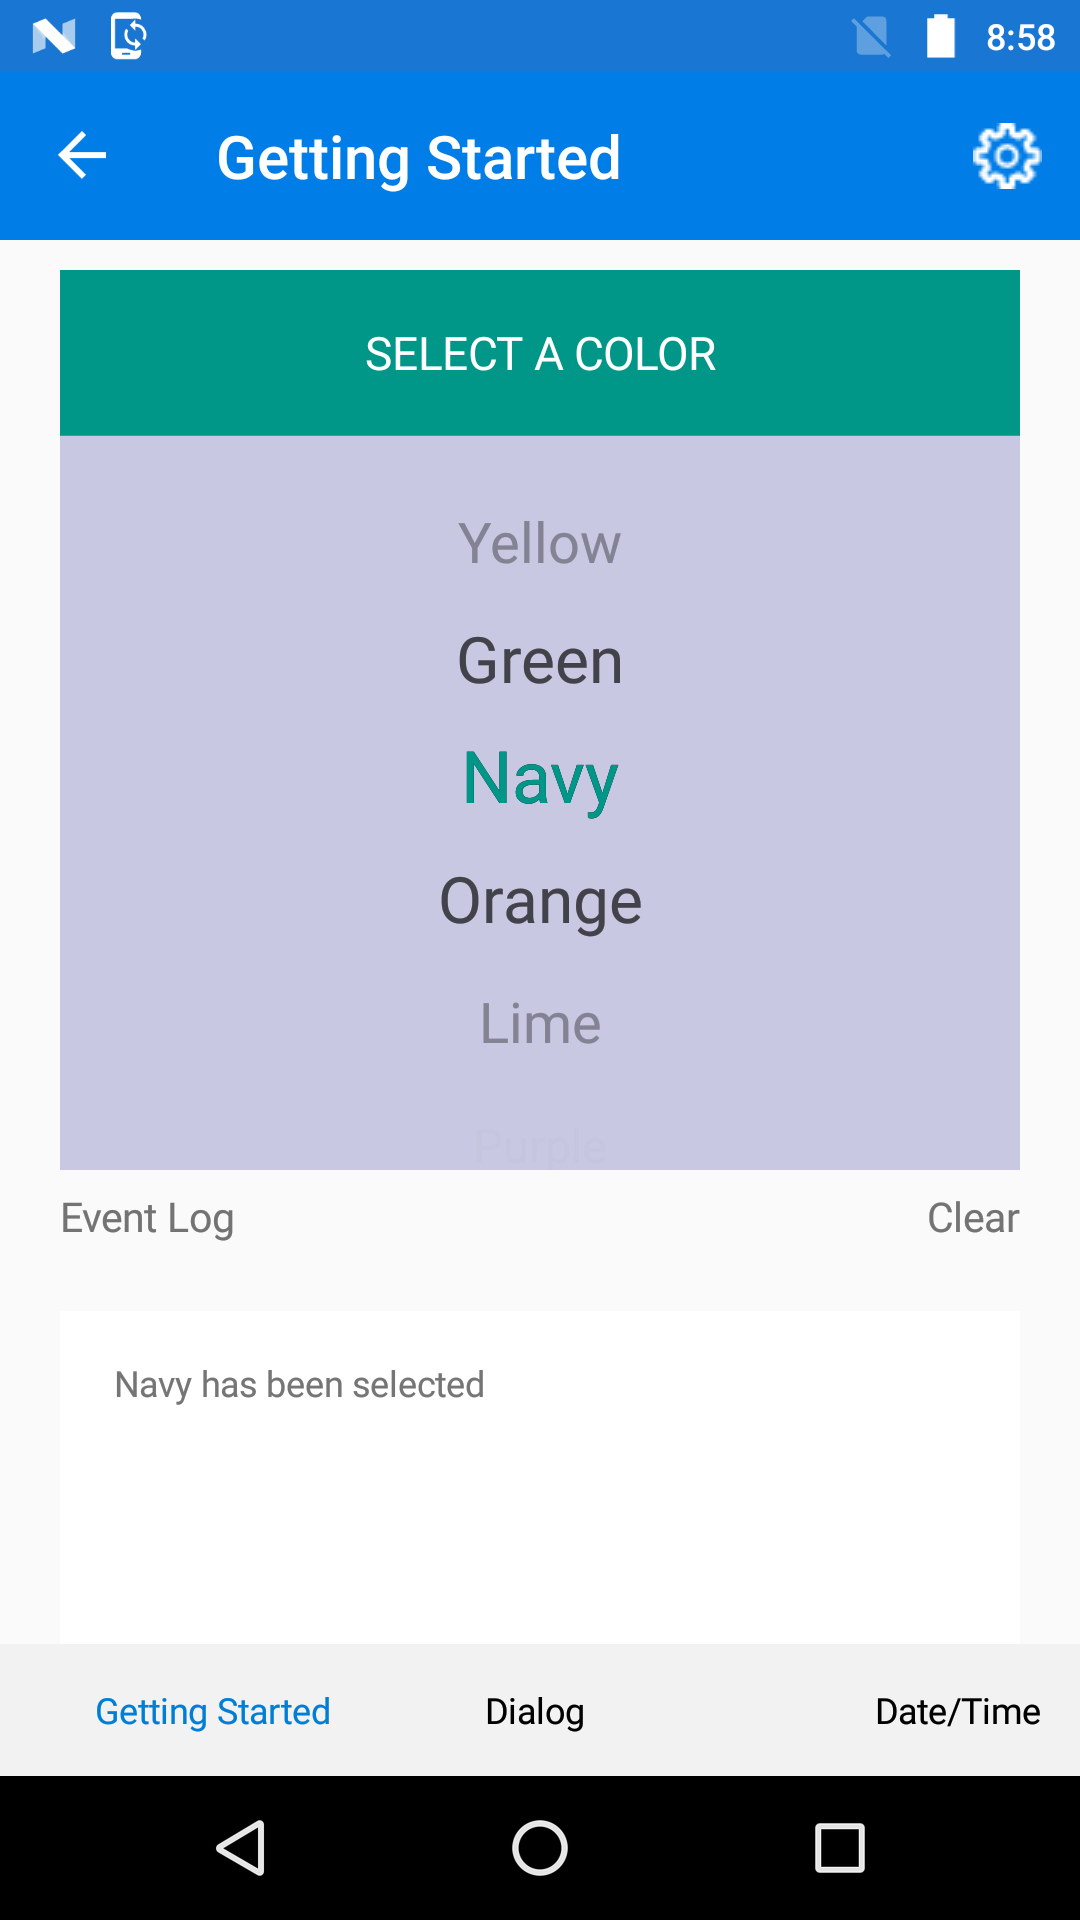 8:58
Getting Started
SELECT A COLOR
Yellow
Green
Navy
Orange
Lime
Purple
Event Log
Clear
Navy has been selected
Getting Started
Dialog
Date/Time